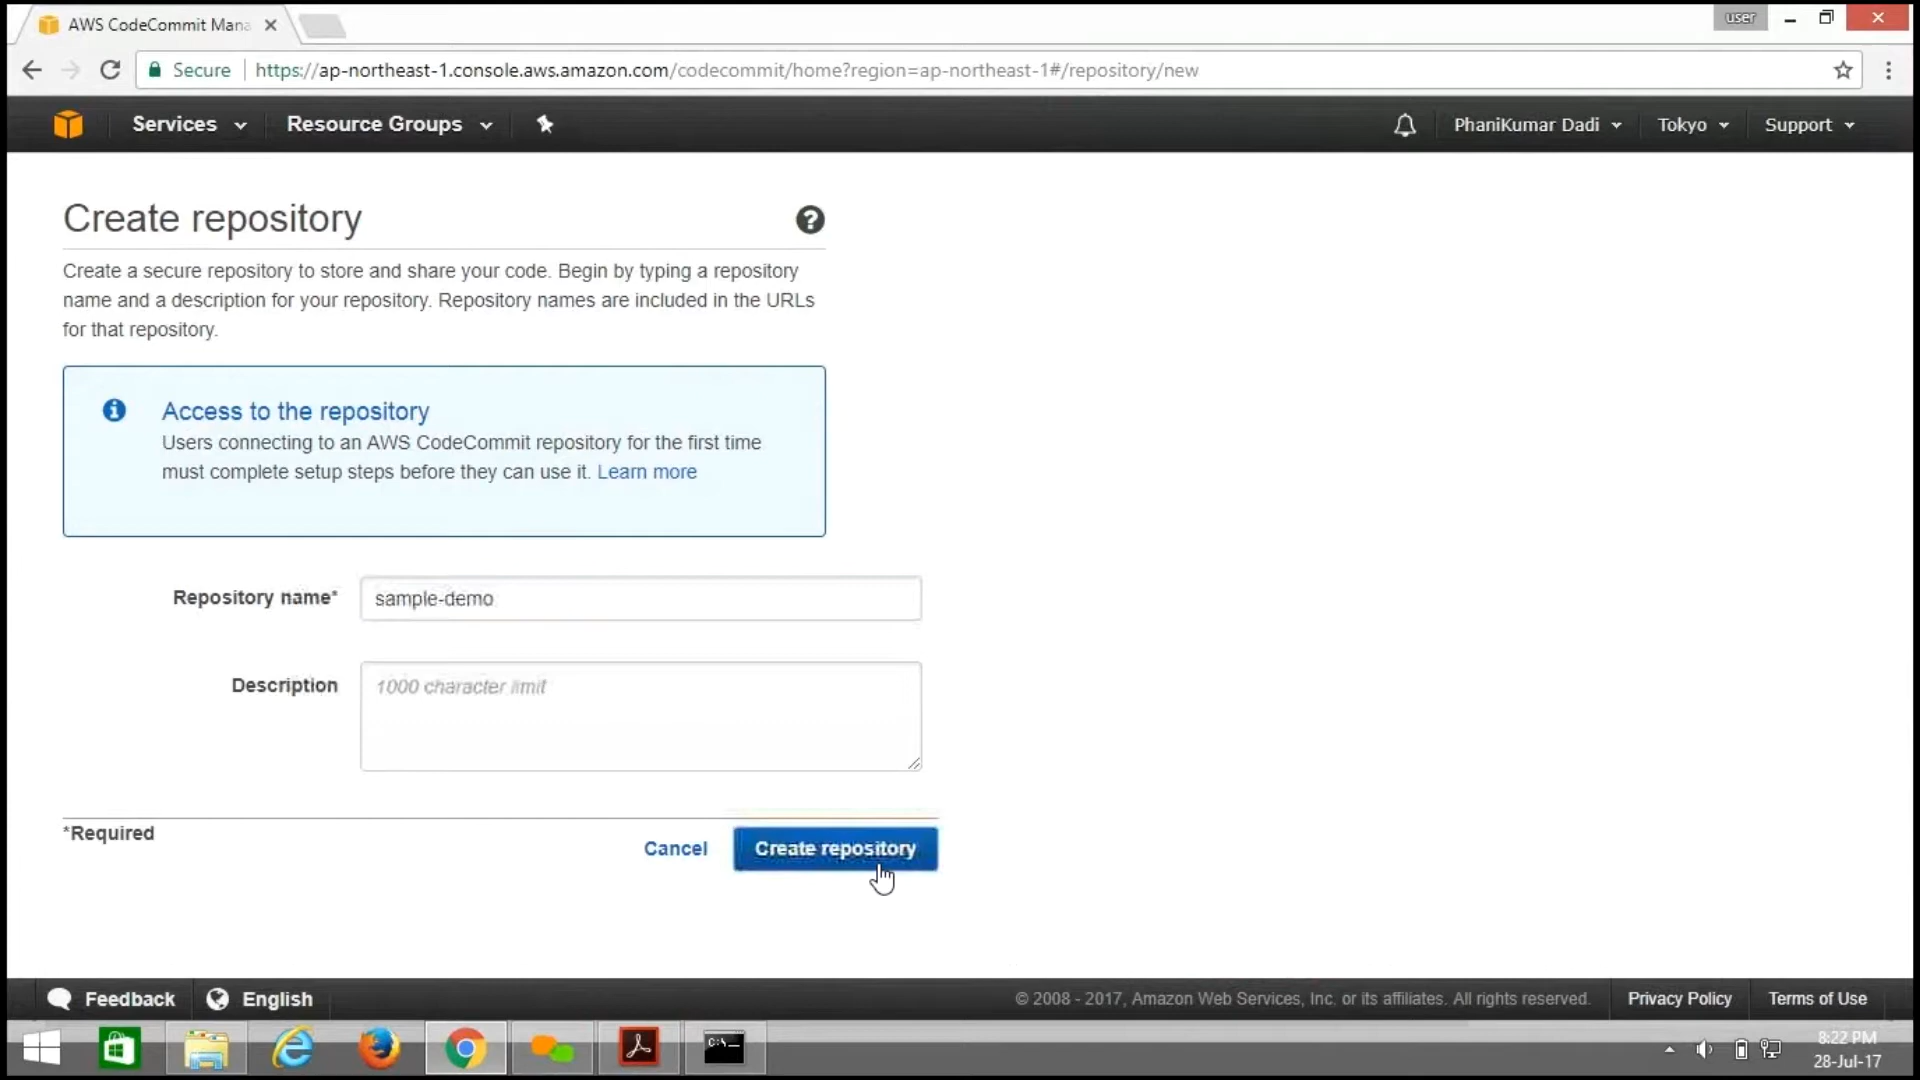 AWS CodeCommit Mana
user
Secure
https://ap-northeast-1.console.aws.amazon.com/codecommit/home?region=ap-northeast-1#/repository/new
Services
Resource Groups
PhaniKumar Dadi
Tokyo
Support
Create repository
Create a secure repository to store and share your code. Begin by typing a repository
name and a description for your repository. Repository names are included in the URLs
for that repository.
Access to the repository
Users connecting to an AWS CodeCommit repository for the first time
must complete setup steps before they can use it. Learn more
Repository name*
sample-demo
Description
1000 character limit
*Required
Cancel
Create repository
Feedback
English
© 2008 - 2017, Amazon Web Services, Inc. or its affiliates. All rights reserved.
Privacy Policy
Terms of Use
C:\_
8:22 PM
28-Jul-17